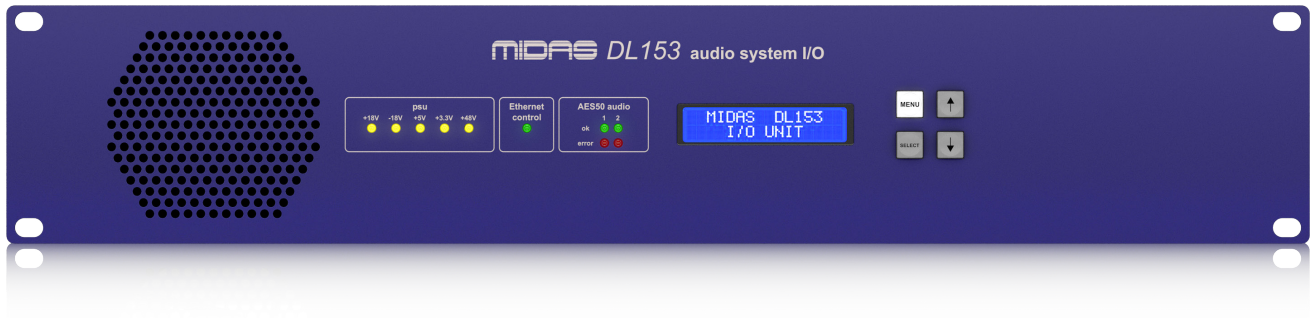 MIDAS DL153 audio system I/O
psu
+18V -18V +5V +3.3V +48V
Ethernet
control
AES50 audio
1 2
ok
error
MIDAS DL153
I/O UNIT
MENU
↑
SELECT
↓